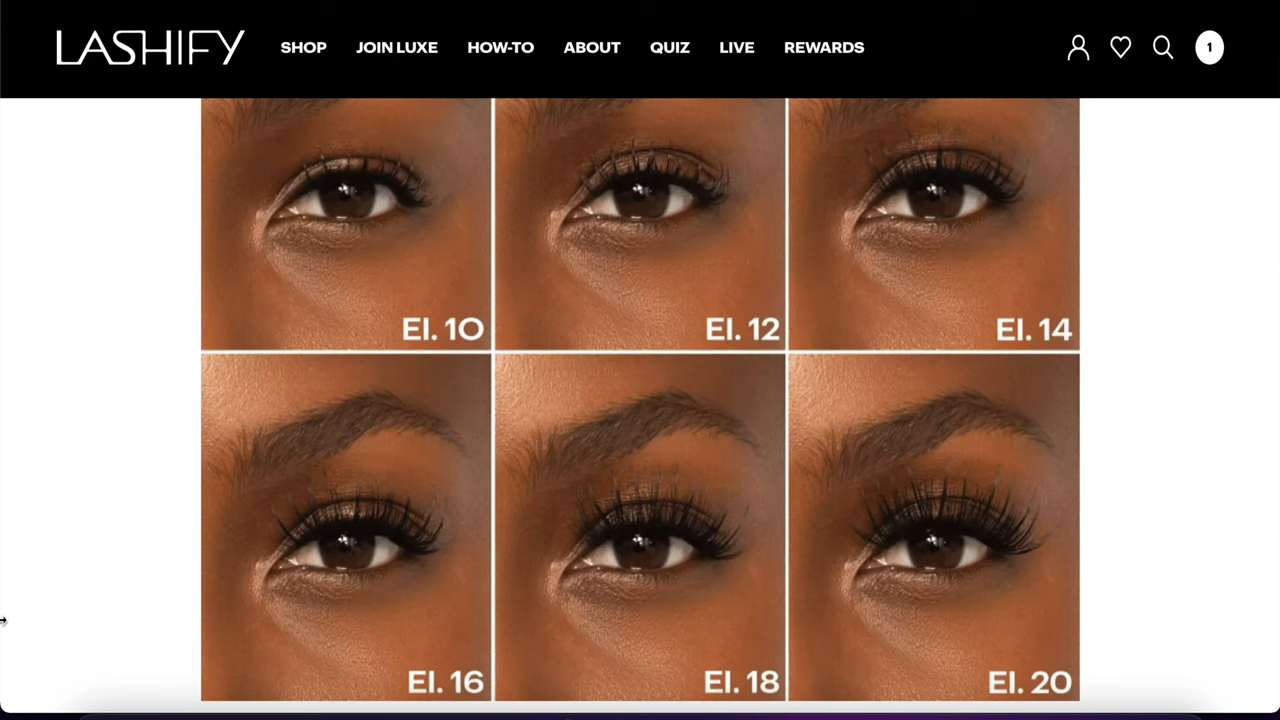 LASHIFY SHOP JOIN LUXE HOW-TO ABOUT QUIZ LIVE REWARDS 1
El. 10 El. 12 El. 14
El. 16 El. 18 El. 20